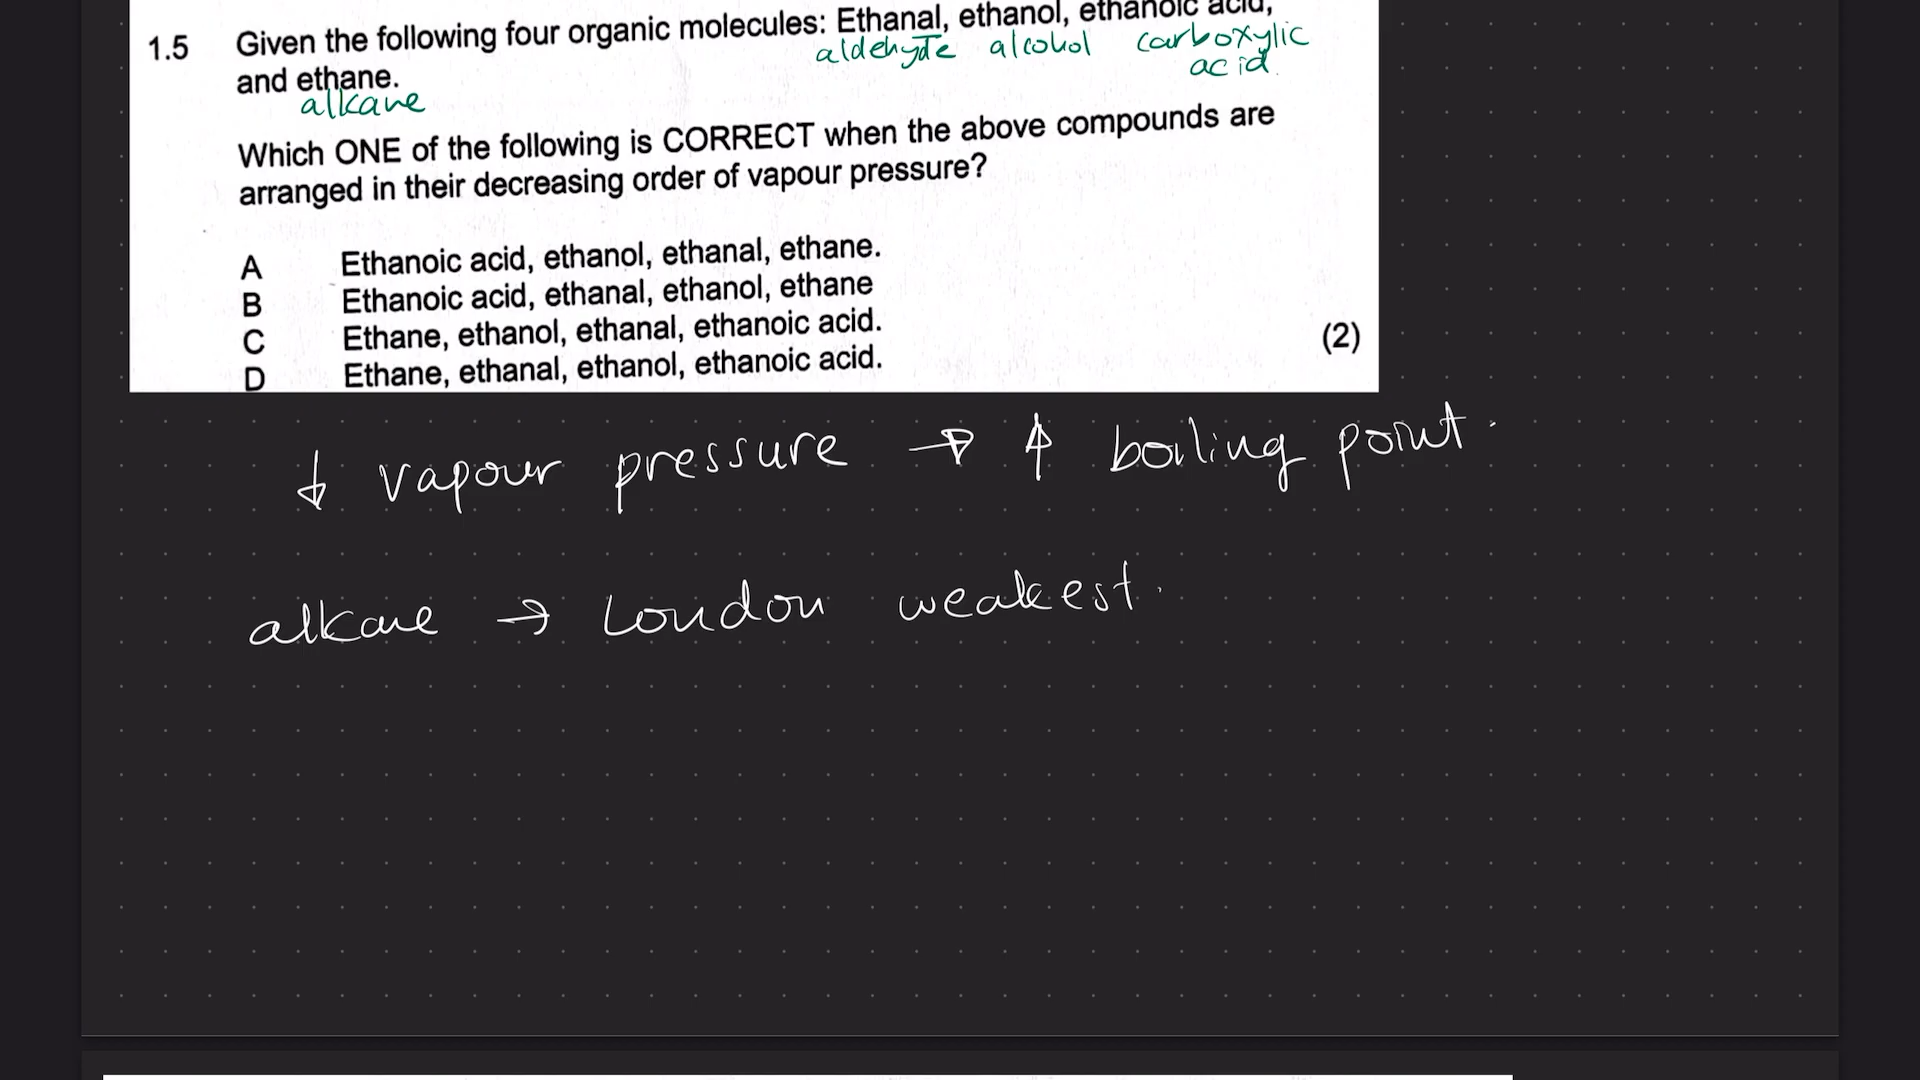 1.5 Given the following four organic molecules: Ethanal, ethanol, ethanoic acid,
aldehyde alcohol carboxylic
acid.
and ethane.
alkane
Which ONE of the following is CORRECT when the above compounds are
arranged in their decreasing order of vapour pressure?
A Ethanoic acid, ethanol, ethanal, ethane.
B Ethanoic acid, ethanal, ethanol, ethane
C Ethane, ethanol, ethanal, ethanoic acid.
D Ethane, ethanal, ethanol, ethanoic acid.
(2)
↓ vapour pressure → ↑ boiling point.
alkane → London weakest.